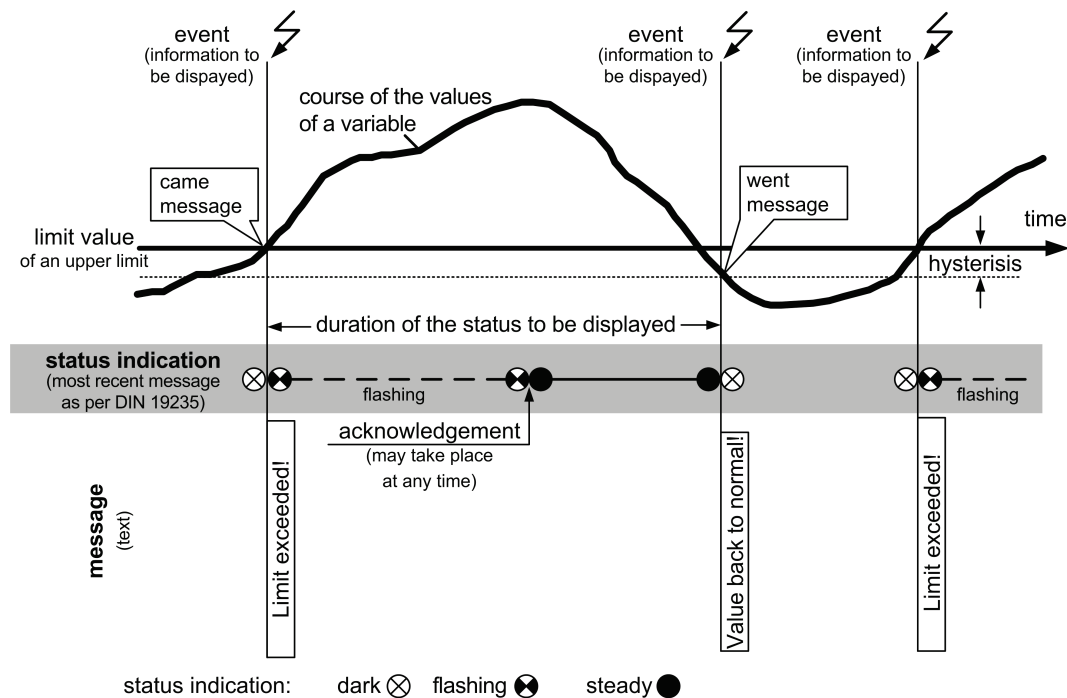 event
(information to
be dispayed)
event
(information to
be dispayed)
event
(information to
be dispayed)
course of the values
of a variable
came
message
went
message
limit value
of an upper limit
time
hysterisis
duration of the status to be displayed
status indication
(most recent message
as per DIN 19235)
flashing
flashing
acknowledgement
(may take place
at any time)
message
(text)
Limit exceeded!
Value back to normal!
Limit exceeded!
status indication: dark flashing steady